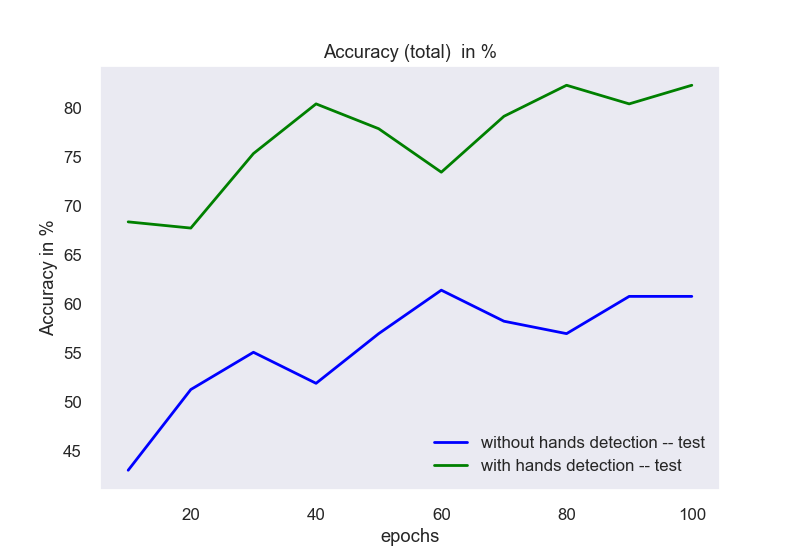 Accuracy (total)  in %
Accuracy in %
80
75
70
65
60
55
50
45
without hands detection -- test
with hands detection -- test
20 40 60 80 100
epochs